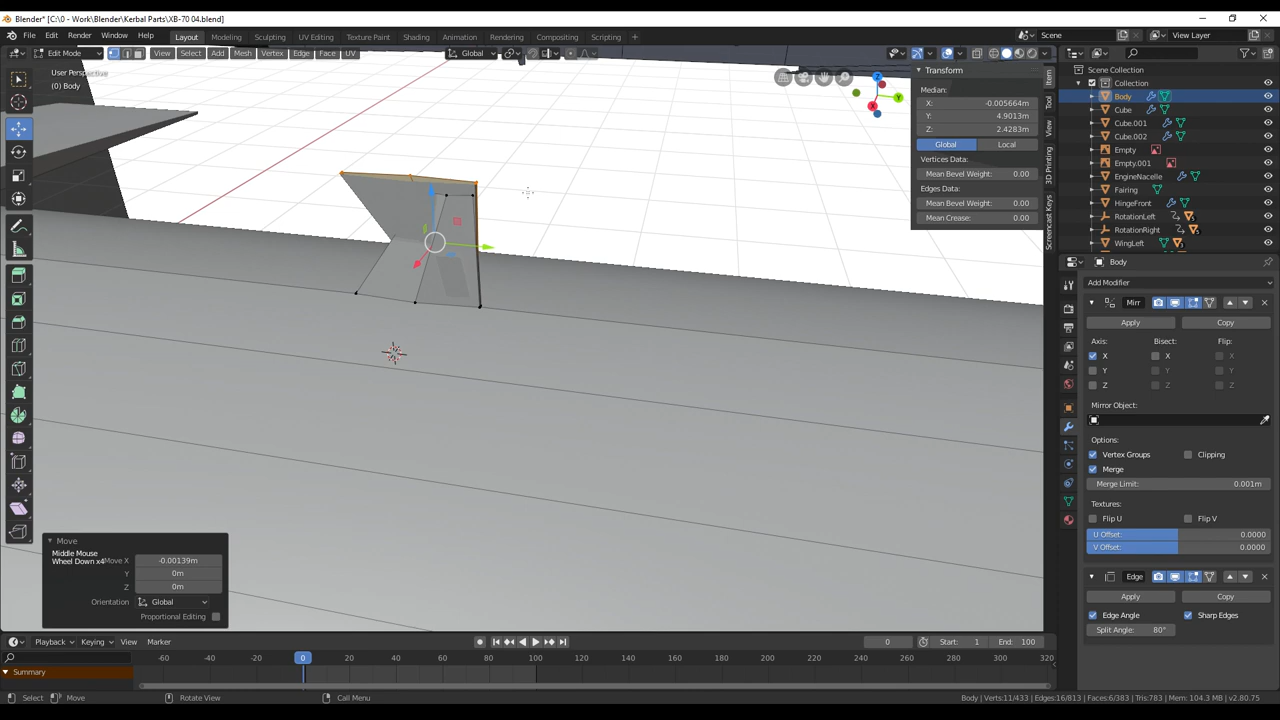 Blender* [C:\0 - Work\Blender\Kerbal Parts\XB-70 04.blend]
File Edit Render Window Help Layout Modeling Sculpting UV Editing Texture Paint Shading Animation Rendering Compositing Scripting Scene View Layer
Edit Mode View Select Add Mesh Vertex Edge Face UV Global
User Perspective
(0) Body
Transform
Median:
X: -0.005664m
Y: 4.9013m
Z: 2.4283m
Global Local
Vertices Data:
Mean Bevel Weight: 0.00
Edges Data:
Mean Bevel Weight: 0.00
Mean Crease: 0.00
Item
Tool
View
3D Printing
Screencast Keys
Z
Y
X
Scene Collection
Collection
Body
Cube
Cube.001
Cube.002
Empty
Empty.001
EngineNacelle
Fairing
HingeFront
RotationLeft
RotationRight
WingLeft
Body
Add Modifier
Mirr
Apply Copy
Axis: Bisect: Flip:
X X X
Y Y Y
Z Z Z
Mirror Object:
Options:
Vertex Groups Clipping
Merge
Merge Limit: 0.001m
Textures:
Flip U Flip V
U Offset: 0.0000
V Offset: 0.0000
Edge
Apply Copy
Edge Angle Sharp Edges
Split Angle: 80°
Move
Middle Mouse
Wheel Down x4
Move X -0.00139m
Y 0m
Z 0m
Orientation Global
Proportional Editing
Playback Keying View Marker 0 Start: 1 End: 100
-60 -40 -20 0 20 40 60 80 100 120 140 160 180 200 220 240 260 280 300 320
Summary
Select Move Rotate View Call Menu Body | Verts:11/433 | Edges:16/813 | Faces:6/383 | Tris:783 | Mem: 104.3 MB | v2.80.75